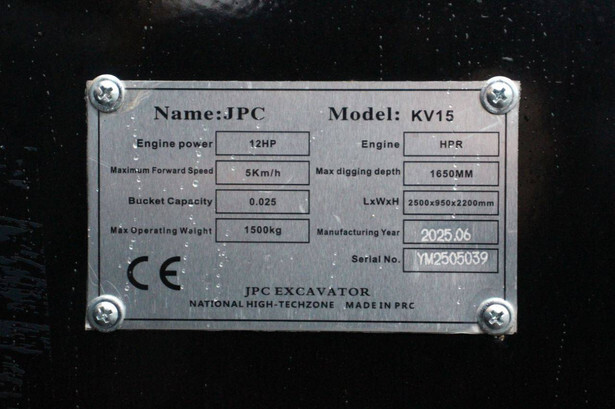 Name:JPC Model: KV15
Engine power 12HP Engine HPR
Maximum Forward Speed 5Km/h Max digging depth 1650MM
Bucket Capacity 0.025 LxWxH 2500x950x2200mm
Max Operating Waight 1500kg Manufacturing Year 2025.06
Serial No. YM2505039
CE
JPC EXCAVATOR
NATIONAL HIGH-TECHZONE MADE IN PRC